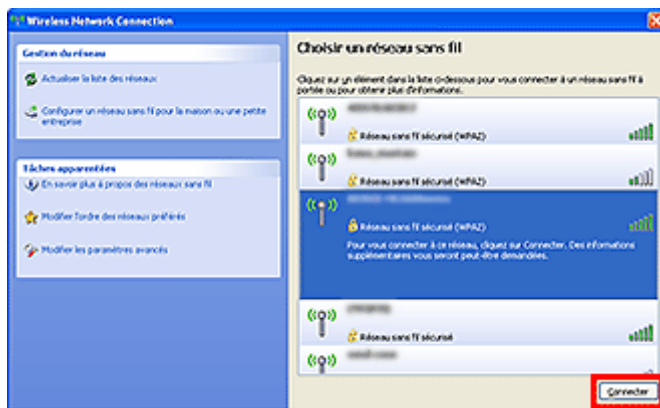 Wireless Network Connection
Gestion du réseau
Actualiser la liste des réseaux
Configurer un réseau sans fil pour la maison ou une petite
entreprise
Tâches apparentées
En savoir plus à propos des réseaux sans fil
Modifier l'ordre des réseaux préférés
Modifier les paramètres avancés
Choisir un réseau sans fil
Cliquez sur un élément dans la liste ci-dessous pour vous connecter à un réseau sans fil à
portée ou pour obtenir plus d'informations.
Réseau sans fil sécurisé (WPA2)
Réseau sans fil sécurisé (WPA2)
Réseau sans fil sécurisé (WPA2)
Pour vous connecter à ce réseau, cliquez sur Connecter. Des informations
supplémentaires vous seront peut-être demandées.
Réseau sans fil sécurisé
Connecter